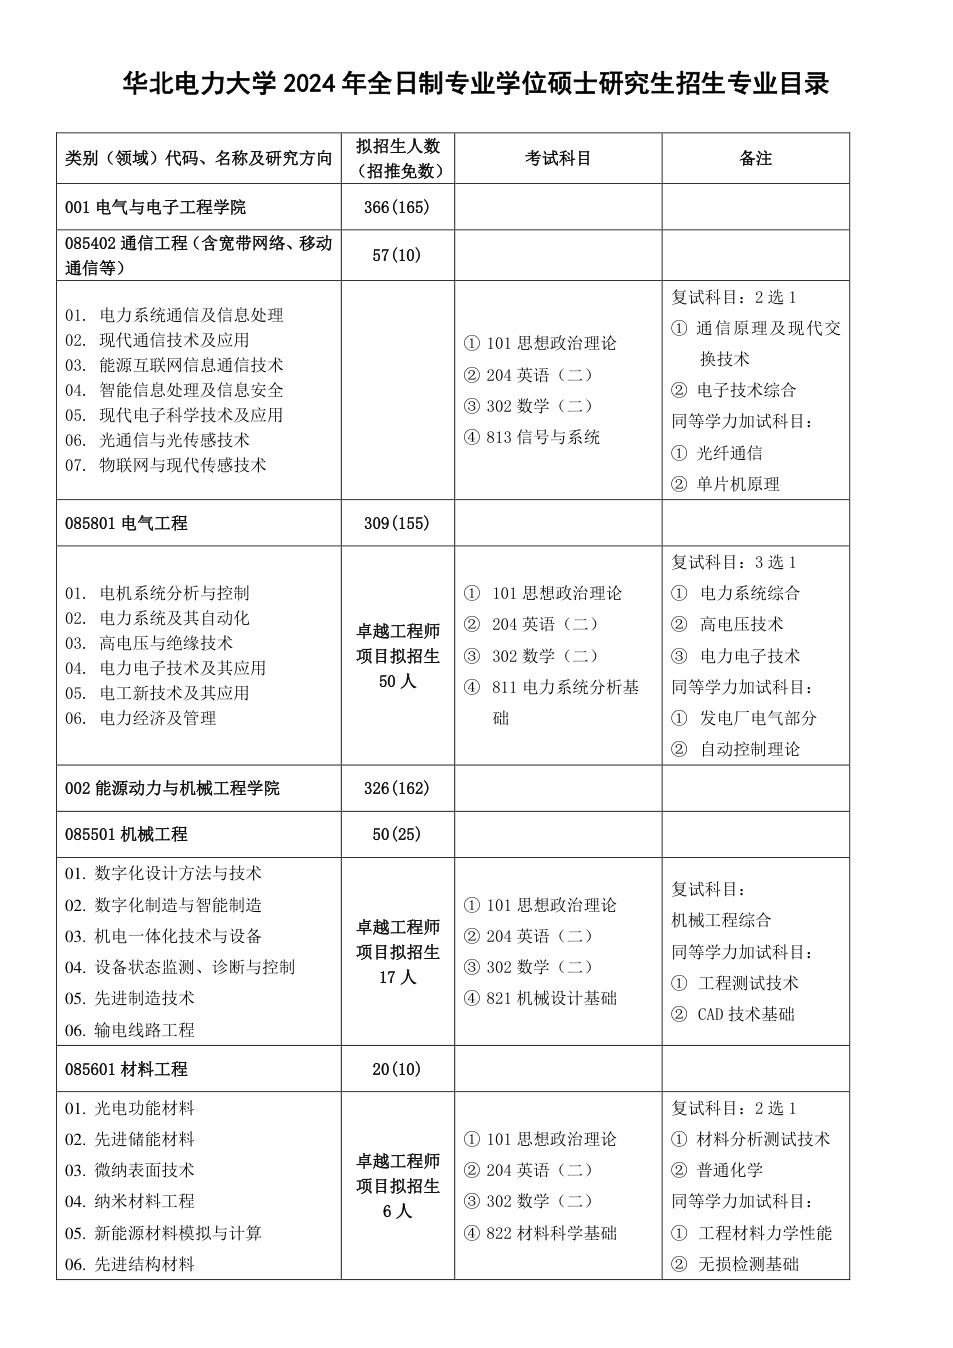 华北电力大学 2024 年全日制专业学位硕士研究生招生专业目录
类别（领域）代码、名称及研究方向
拟招生人数
（招推免数）
考试科目
备注
001 电气与电子工程学院
366(165)
085402 通信工程（含宽带网络、移动
通信等）
57(10)
01. 电力系统通信及信息处理
02. 现代通信技术及应用
03. 能源互联网信息通信技术
04. 智能信息处理及信息安全
05. 现代电子科学技术及应用
06. 光通信与光传感技术
07. 物联网与现代传感技术
① 101 思想政治理论
② 204 英语（二）
③ 302 数学（二）
④ 813 信号与系统
复试科目：2 选 1
① 通信原理及现代交
换技术
② 电子技术综合
同等学力加试科目：
① 光纤通信
② 单片机原理
085801 电气工程
309(155)
01. 电机系统分析与控制
02. 电力系统及其自动化
03. 高电压与绝缘技术
04. 电力电子技术及其应用
05. 电工新技术及其应用
06. 电力经济及管理
卓越工程师
项目拟招生
50 人
① 101 思想政治理论
② 204 英语（二）
③ 302 数学（二）
④ 811 电力系统分析基
础
复试科目：3 选 1
① 电力系统综合
② 高电压技术
③ 电力电子技术
同等学力加试科目：
① 发电厂电气部分
② 自动控制理论
002 能源动力与机械工程学院
326(162)
085501 机械工程
50(25)
01. 数字化设计方法与技术
02. 数字化制造与智能制造
03. 机电一体化技术与设备
04. 设备状态监测、诊断与控制
05. 先进制造技术
06. 输电线路工程
卓越工程师
项目拟招生
17 人
① 101 思想政治理论
② 204 英语（二）
③ 302 数学（二）
④ 821 机械设计基础
复试科目：
机械工程综合
同等学力加试科目：
① 工程测试技术
② CAD 技术基础
085601 材料工程
20(10)
01. 光电功能材料
02. 先进储能材料
03. 微纳表面技术
04. 纳米材料工程
05. 新能源材料模拟与计算
06. 先进结构材料
卓越工程师
项目拟招生
6 人
① 101 思想政治理论
② 204 英语（二）
③ 302 数学（二）
④ 822 材料科学基础
复试科目：2 选 1
① 材料分析测试技术
② 普通化学
同等学力加试科目：
① 工程材料力学性能
② 无损检测基础